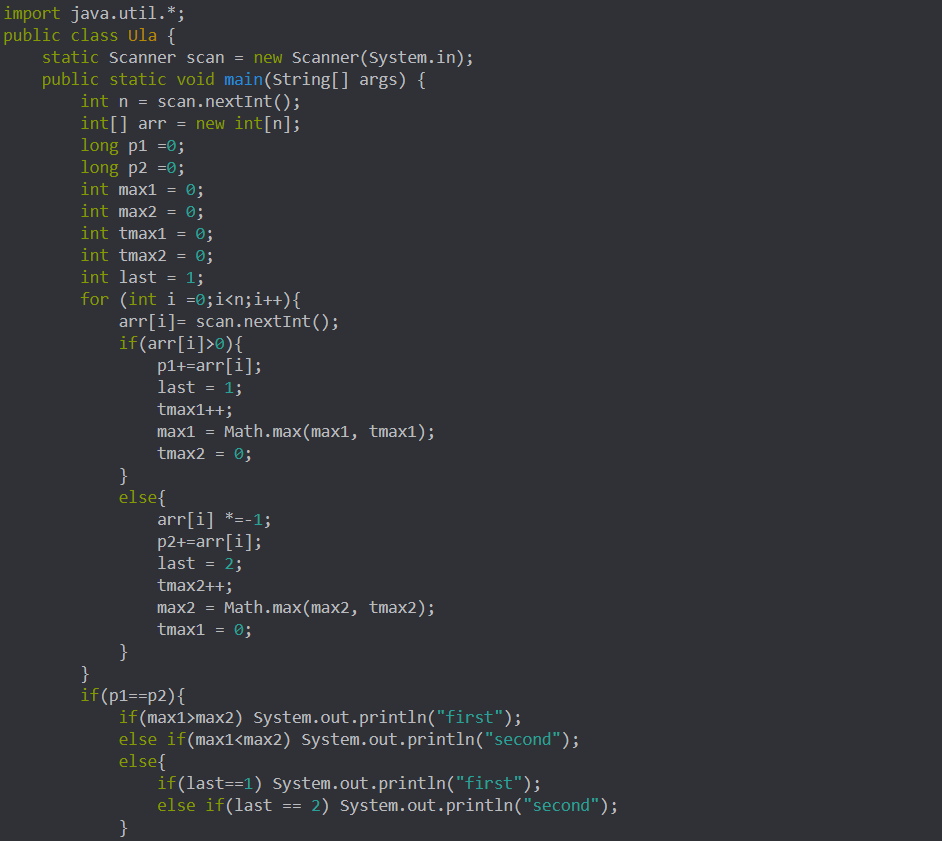 import java.util.*;
public class Ula {
    static Scanner scan = new Scanner(System.in);
    public static void main(String[] args) {
        int n = scan.nextInt();
        int[] arr = new int[n];
        long p1 =0;
        long p2 =0;
        int max1 = 0;
        int max2 = 0;
        int tmax1 = 0;
        int tmax2 = 0;
        int last = 1;
        for (int i =0;i<n;i++){
            arr[i]= scan.nextInt();
            if(arr[i]>0){
                p1+=arr[i];
                last = 1;
                tmax1++;
                max1 = Math.max(max1, tmax1);
                tmax2 = 0;
            }
            else{
                arr[i] *=-1;
                p2+=arr[i];
                last = 2;
                tmax2++;
                max2 = Math.max(max2, tmax2);
                tmax1 = 0;
            }
        }
        if(p1==p2){
            if(max1>max2) System.out.println("first");
            else if(max1<max2) System.out.println("second");
            else{
                if(last==1) System.out.println("first");
                else if(last == 2) System.out.println("second");
            }